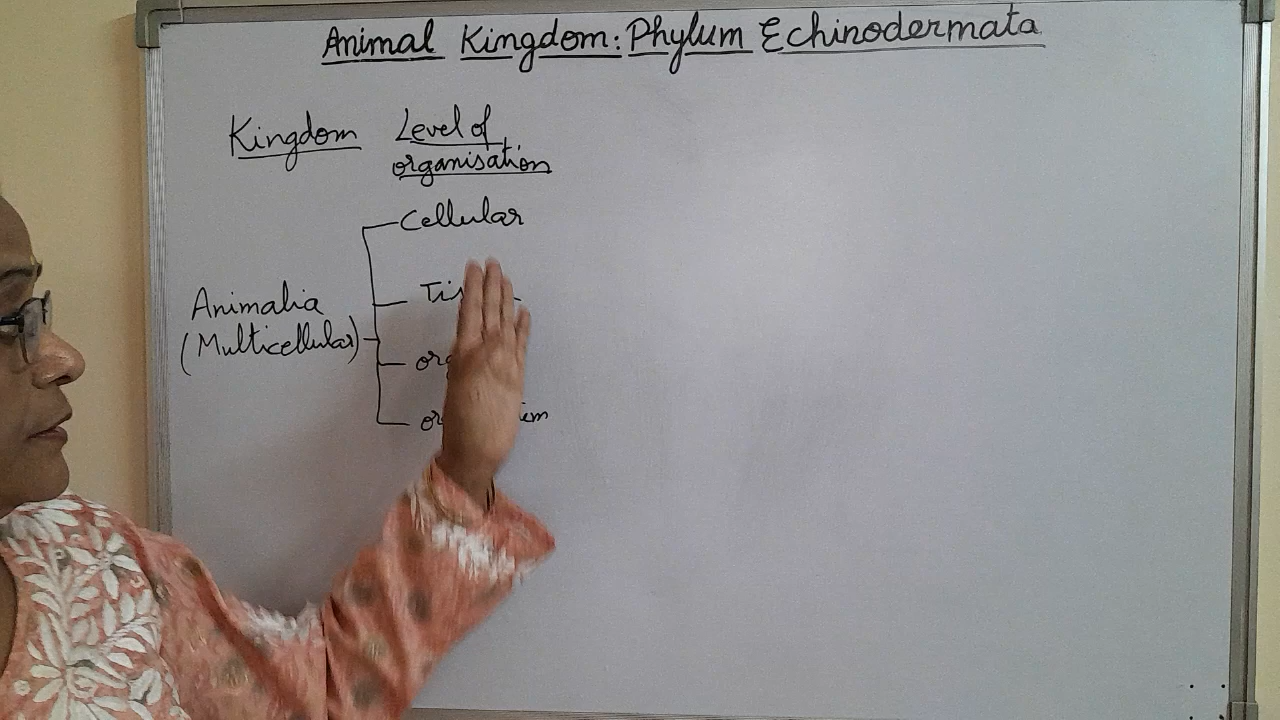 Animal Kingdom: Phylum Echinodermata
Kingdom Level of
organisation
Cellular
Animalia
(Multicellular)